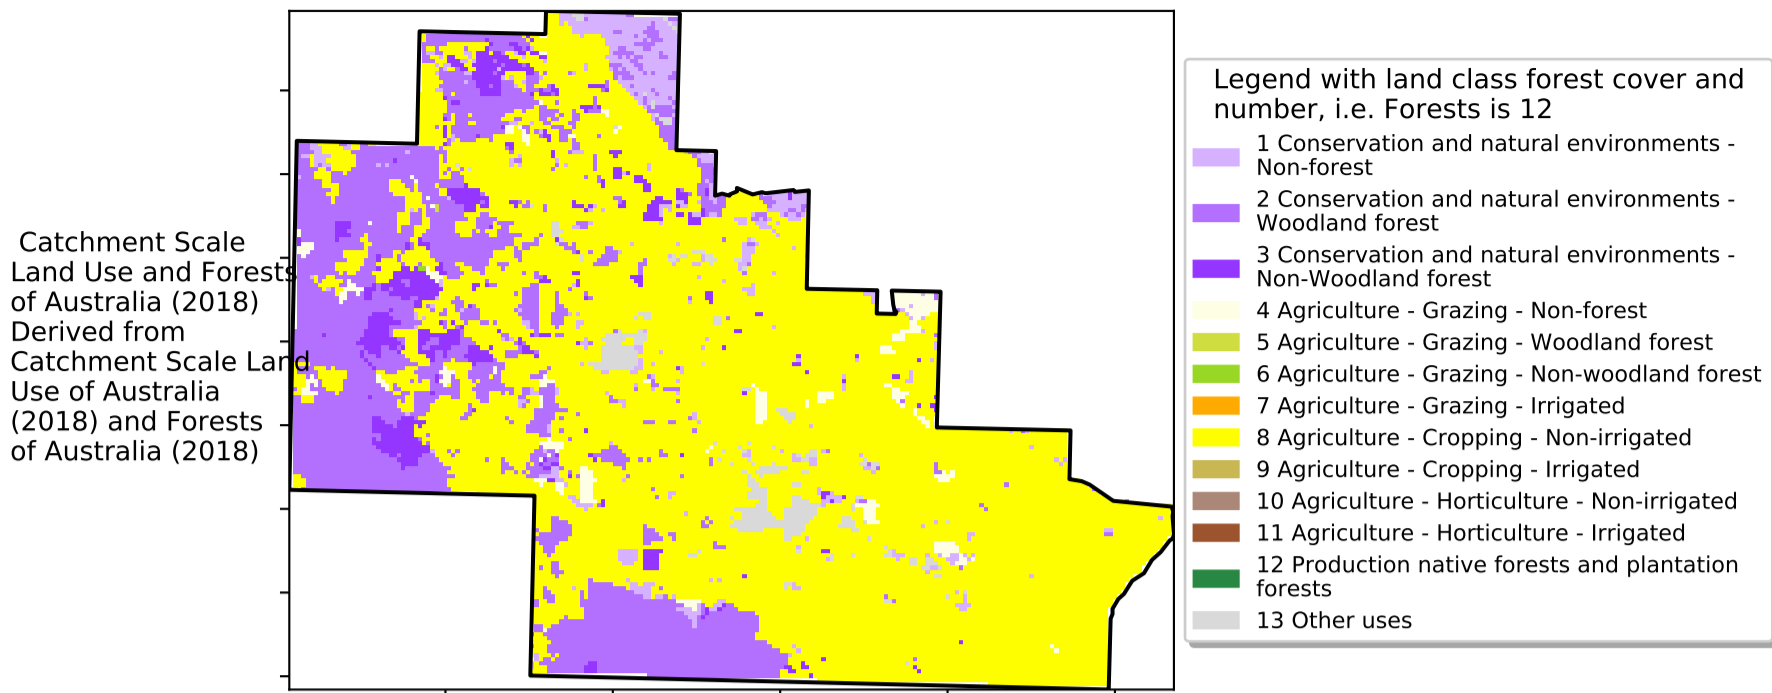 Catchment Scale
Land Use and Forests
of Australia (2018)
Derived from
Catchment Scale Land
Use of Australia
(2018) and Forests
of Australia (2018)
Legend with land class forest cover and
number, i.e. Forests is 12
1 Conservation and natural environments -
Non-forest
2 Conservation and natural environments -
Woodland forest
3 Conservation and natural environments -
Non-Woodland forest
4 Agriculture - Grazing - Non-forest
5 Agriculture - Grazing - Woodland forest
6 Agriculture - Grazing - Non-woodland forest
7 Agriculture - Grazing - Irrigated
8 Agriculture - Cropping - Non-irrigated
9 Agriculture - Cropping - Irrigated
10 Agriculture - Horticulture - Non-irrigated
11 Agriculture - Horticulture - Irrigated
12 Production native forests and plantation
forests
13 Other uses